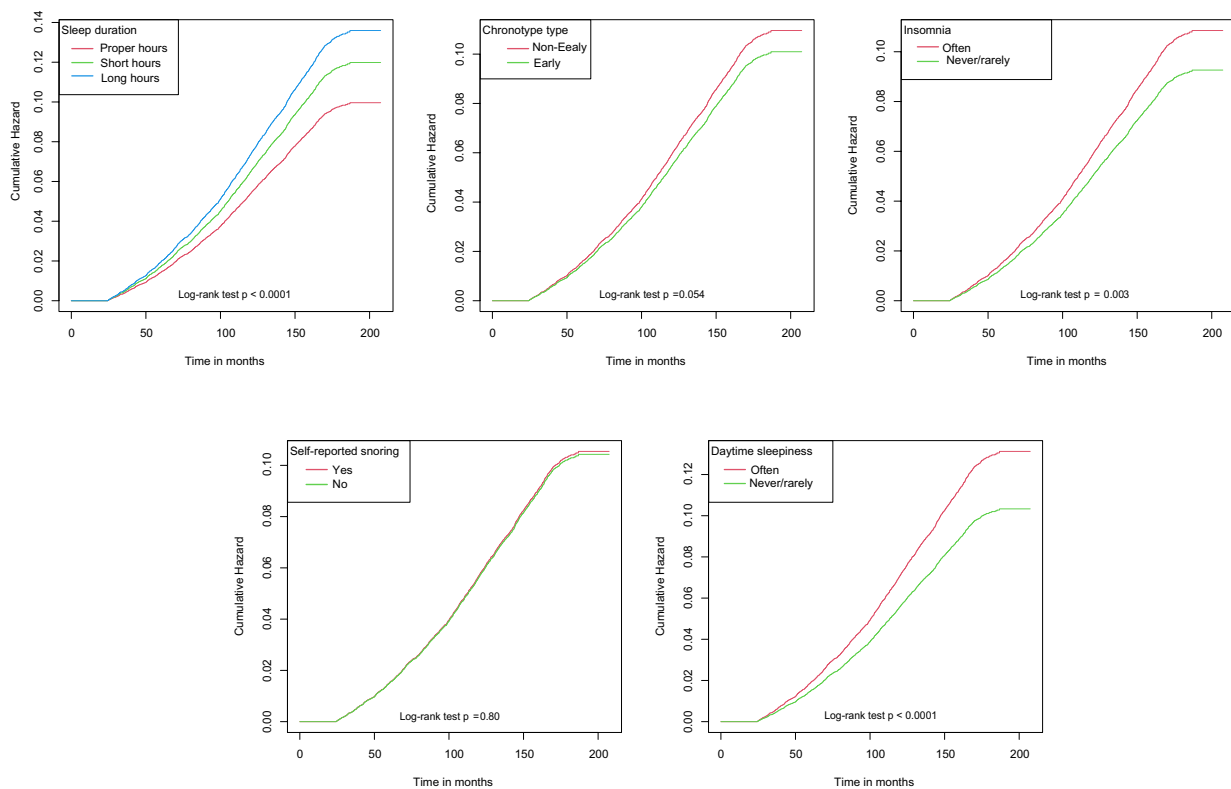 Sleep duration
Proper hours
Short hours
Long hours
Cumulative Hazard
0.00 0.02 0.04 0.06 0.08 0.10 0.12 0.14
Log-rank test p < 0.0001
0 50 100 150 200
Time in months
Chronotype type
Non-Eealy
Early
Cumulative Hazard
0.00 0.02 0.04 0.06 0.08 0.10
Log-rank test p =0.054
0 50 100 150 200
Time in months
Insomnia
Often
Never/rarely
Cumulative Hazard
0.00 0.02 0.04 0.06 0.08 0.10
Log-rank test p = 0.003
0 50 100 150 200
Time in months
Self-reported snoring
Yes
No
Cumulative Hazard
0.00 0.02 0.04 0.06 0.08 0.10
Log-rank test p =0.80
0 50 100 150 200
Time in months
Daytime sleepiness
Often
Never/rarely
Cumulative Hazard
0.00 0.02 0.04 0.06 0.08 0.10 0.12
Log-rank test p < 0.0001
0 50 100 150 200
Time in months